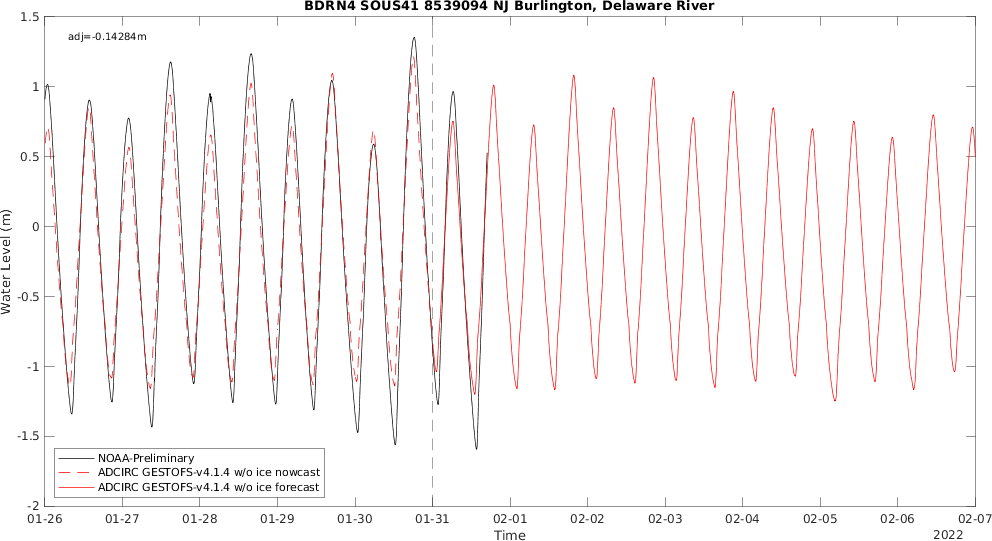 BDRN4 SOUS41 8539094 NJ Burlington, Delaware River
adj=-0.14284m
1.5
1
0.5
0
-0.5
-1
-1.5
-2
Water Level (m)
NOAA-Preliminary
ADCIRC GESTOFS-v4.1.4 w/o ice nowcast
ADCIRC GESTOFS-v4.1.4 w/o ice forecast
01-26 01-27 01-28 01-29 01-30 01-31 02-01 02-02 02-03 02-04 02-05 02-06 02-07
Time
2022